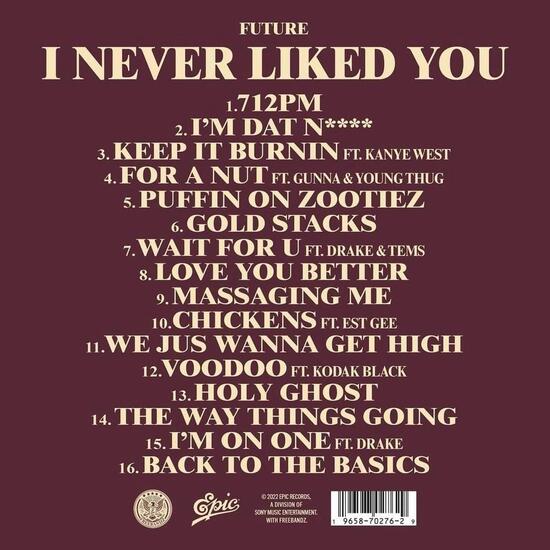 FUTURE
I NEVER LIKED YOU
1.712PM
2. I'M DAT N****
3. KEEP IT BURNIN FT. KANYE WEST
4. FOR A NUT FT. GUNNA & YOUNG THUG
5. PUFFIN ON ZOOTIEZ
6. GOLD STACKS
7. WAIT FOR U FT. DRAKE & TEMS
8. LOVE YOU BETTER
9. MASSAGING ME
10.CHICKENS FT. EST GEE
11.WE JUS WANNA GET HIGH
12.VOODOO FT. KODAK BLACK
13. HOLY GHOST
14. THE WAY THINGS GOING
15. I'M ON ONE FT. DRAKE
16. BACK TO THE BASICS
FREEBANDZ
Epic
© 2022 EPIC RECORDS,
A DIVISION OF
SONY MUSIC ENTERTAINMENT.
WITH FREEBANDZ.
1 9658-70276-2 9